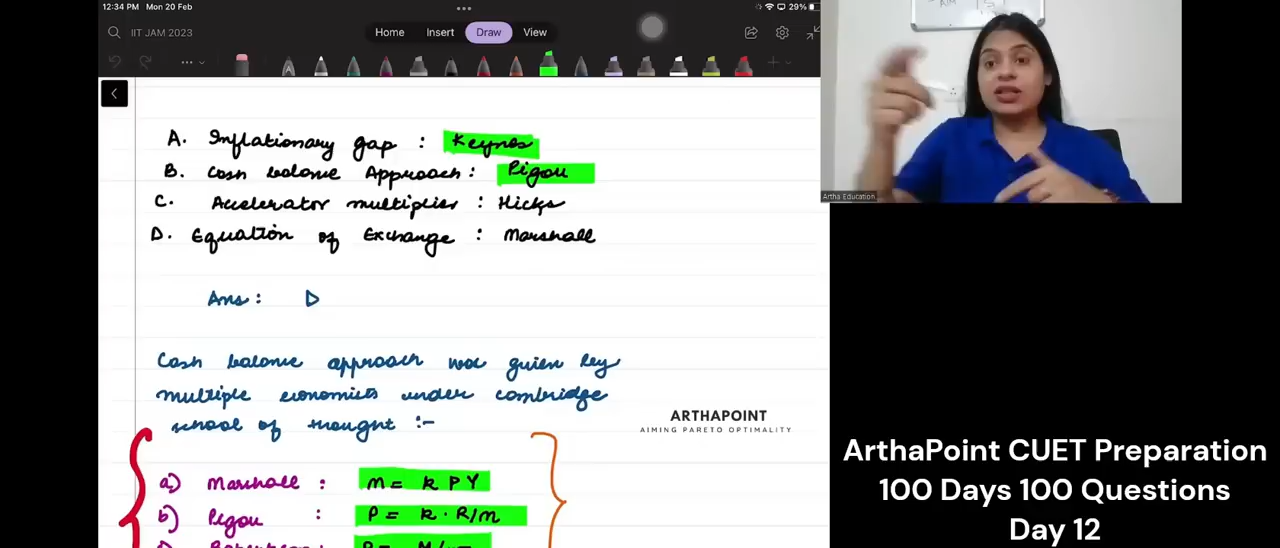 12:34 PM Mon 20 Feb
29%
IIT JAM 2023
Home Insert Draw View
A. Inflationary gap : Keynes
B. Cash balance Approach : Pigou
C. Accelerator multiplier : Hicks
D. Equation of Exchange : Marshall
Ans : D
Cash balance approach was given by
multiple economists under cambridge
school of thought :-
a) Marshall : M = k P Y
b) Pigou : P = k · R/M
ARTHAPOINT
AIMING PARETO OPTIMALITY
Artha Education
ArthaPoint CUET Preparation
100 Days 100 Questions
Day 12